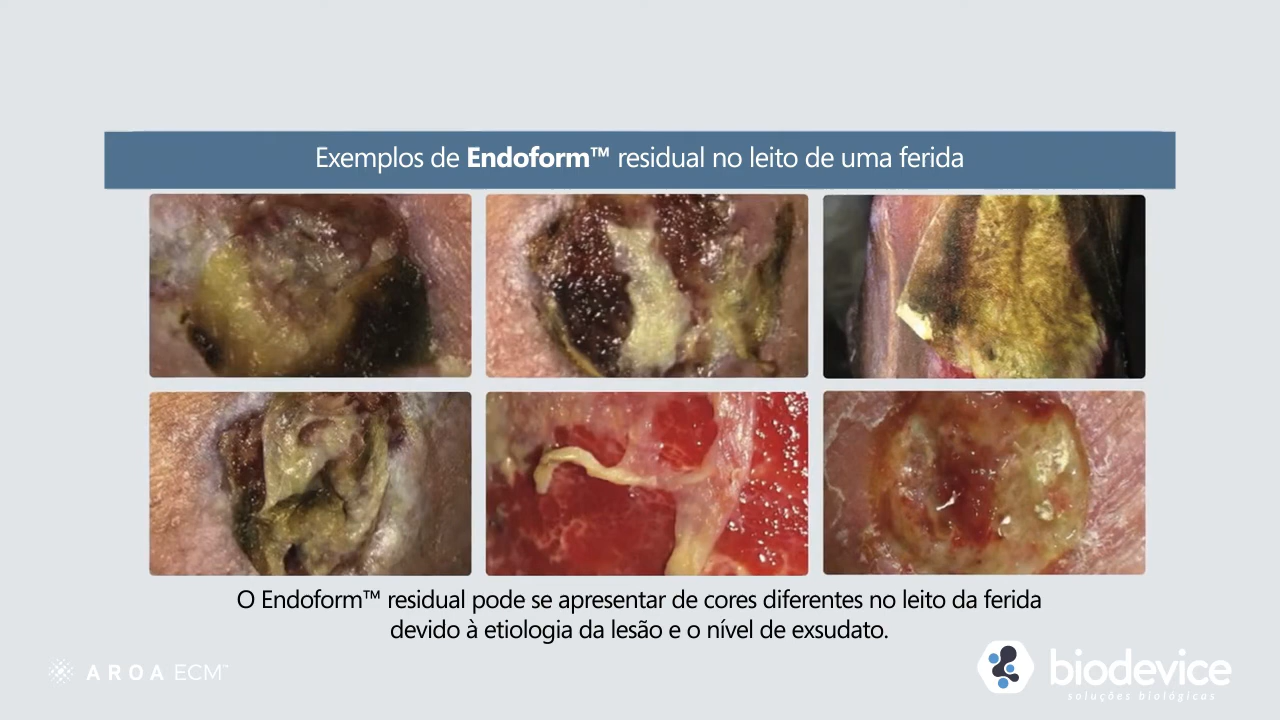 Exemplos de Endoform™ residual no leito de uma ferida
O Endoform™ residual pode se apresentar de cores diferentes no leito da ferida
devido à etiologia da lesão e o nível de exsudato.
AROA ECM™
biodevice
soluções biológicas